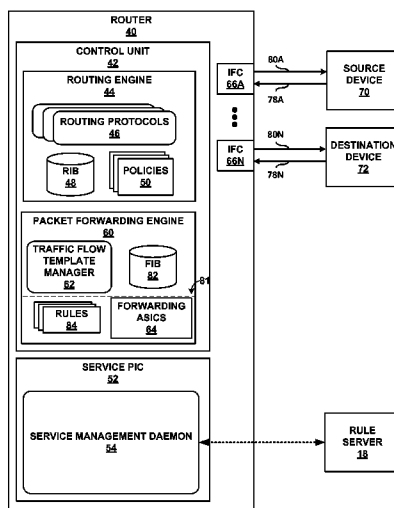 ROUTER
40
CONTROL UNIT
42
ROUTING ENGINE
44
ROUTING PROTOCOLS
46
RIB
48
POLICIES
50
PACKET FORWARDING ENGINE
60
TRAFFIC FLOW
TEMPLATE
MANAGER
62
FIB
82
81
RULES
84
FORWARDING
ASICS
64
SERVICE PIC
52
SERVICE MANAGEMENT DAEMON
54
IFC
66A
80A
78A
SOURCE
DEVICE
70
IFC
66N
80N
78N
DESTINATION
DEVICE
72
RULE
SERVER
18